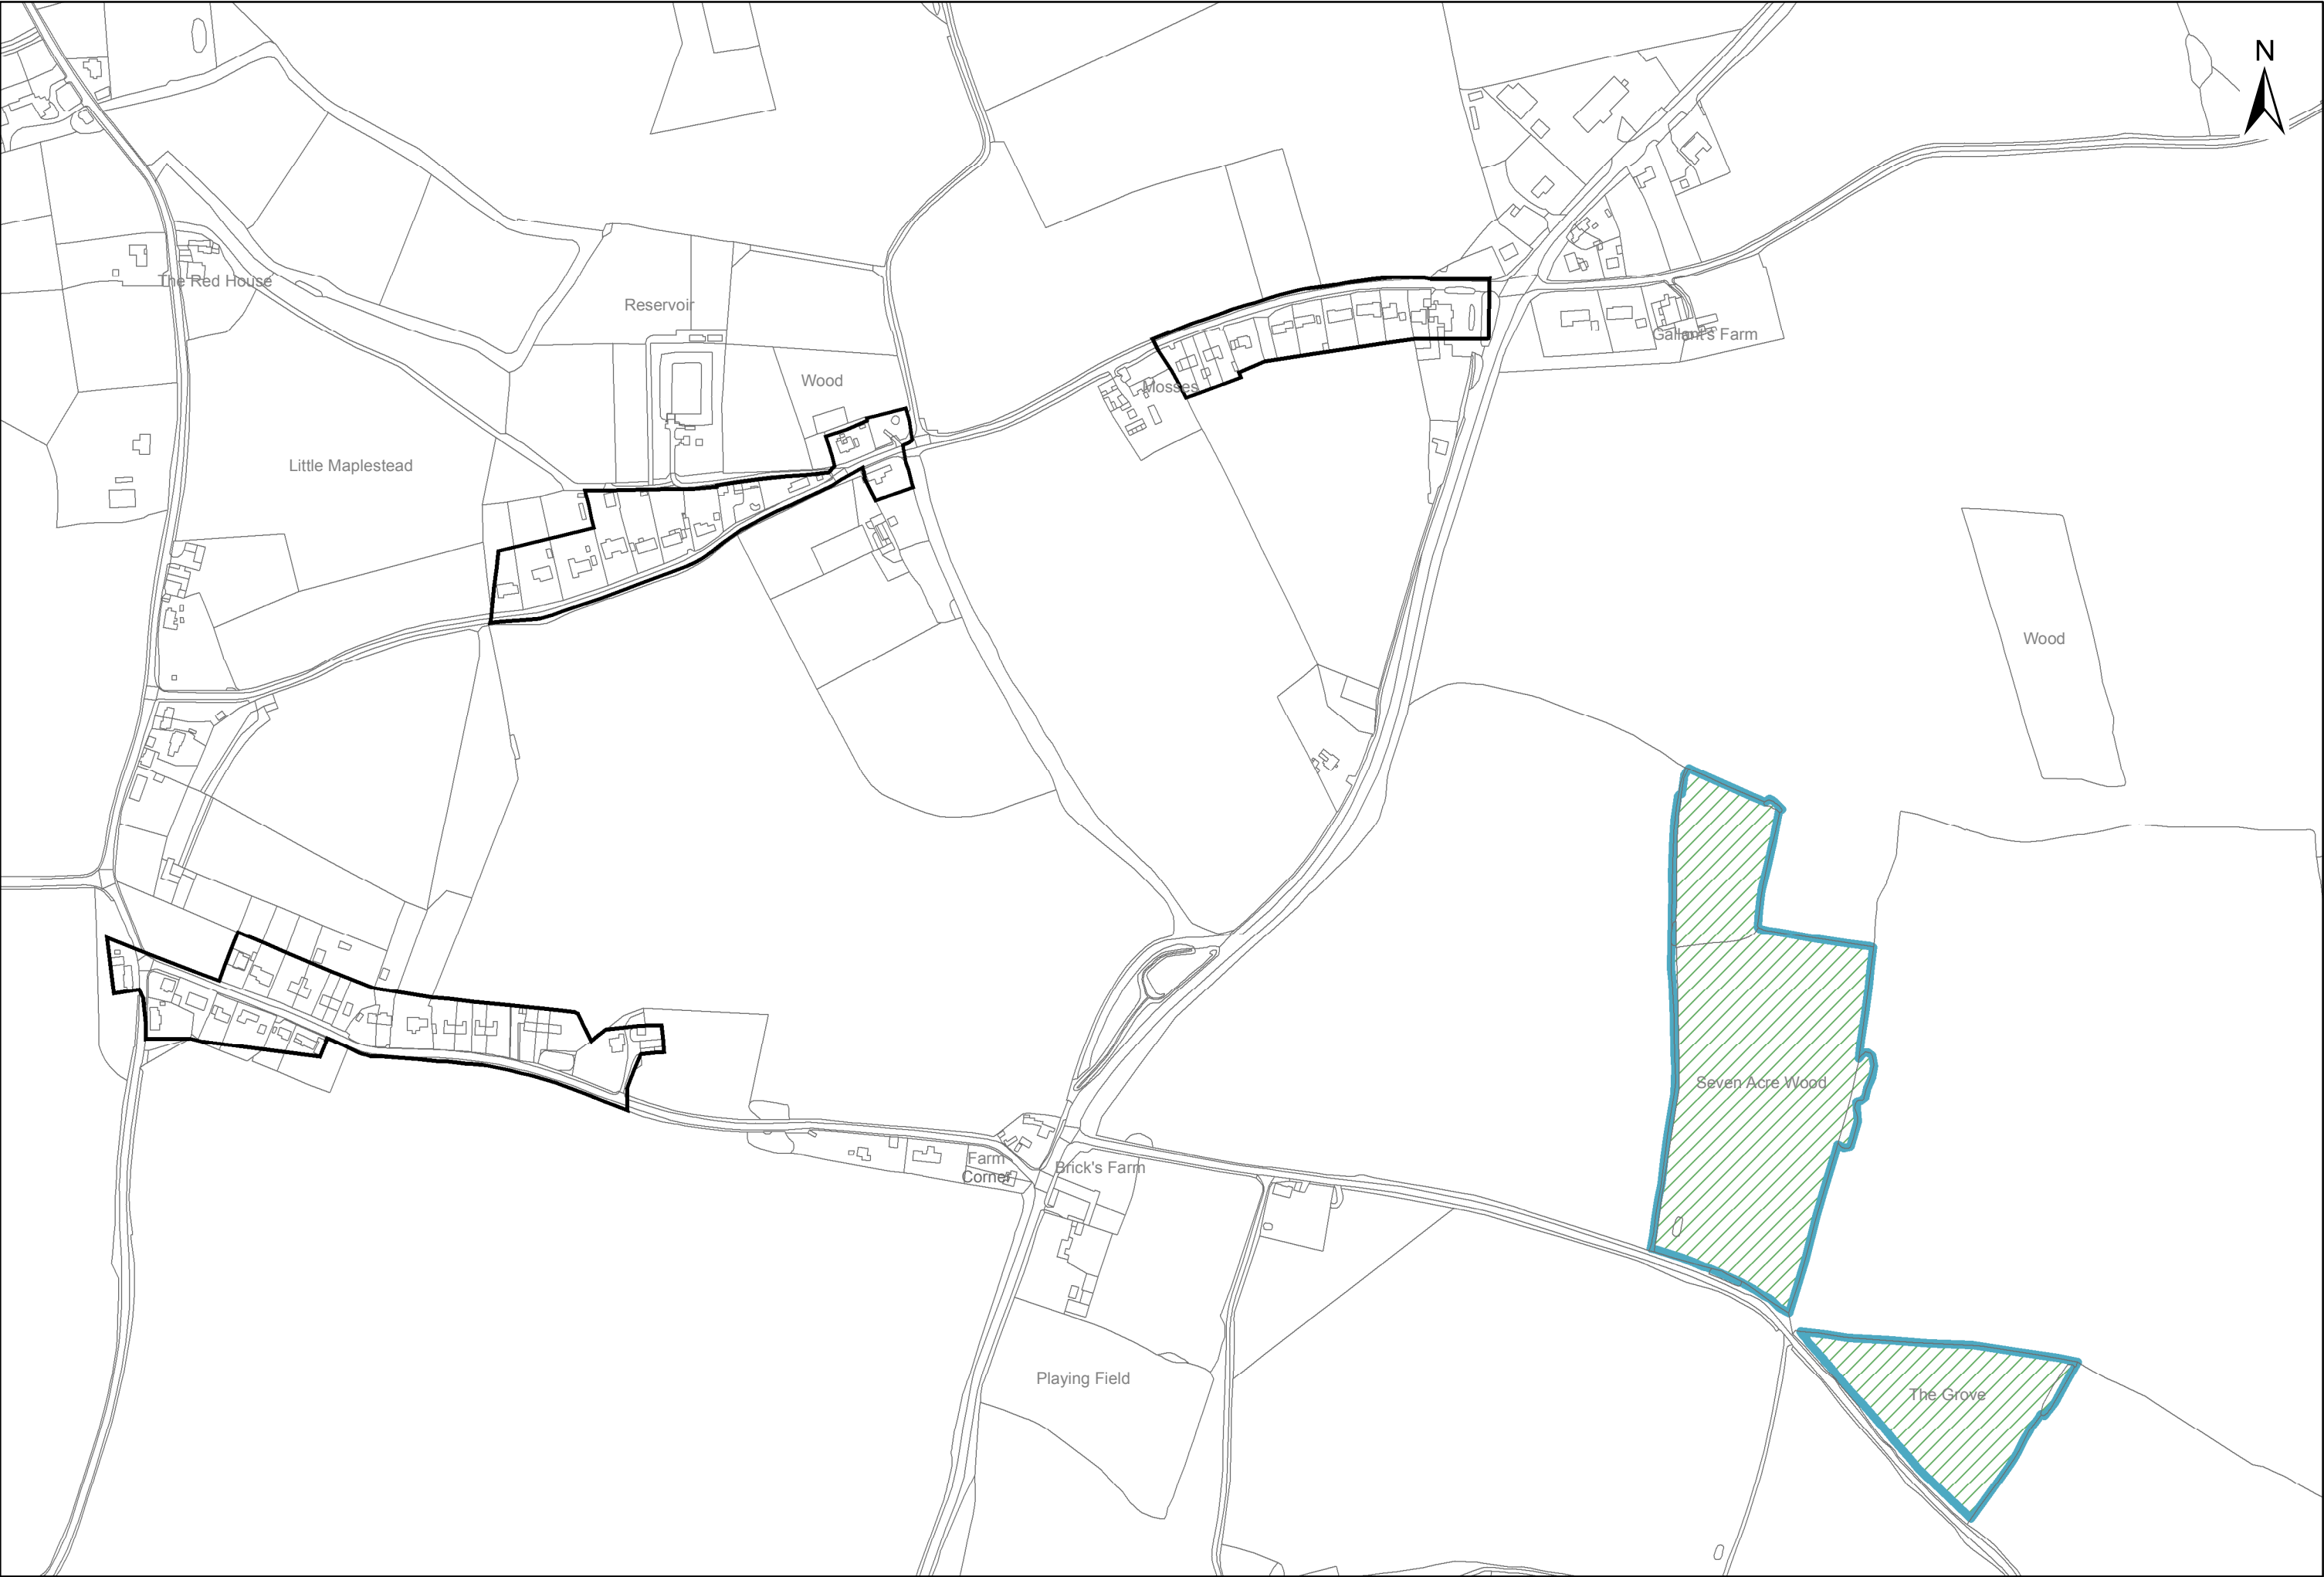 N
The Red House
Reservoir
Gallant's Farm
Wood
Mosses
Little Maplestead
Wood
Seven Acre Wood
Farm
Corner
Brick's Farm
Playing Field
The Grove